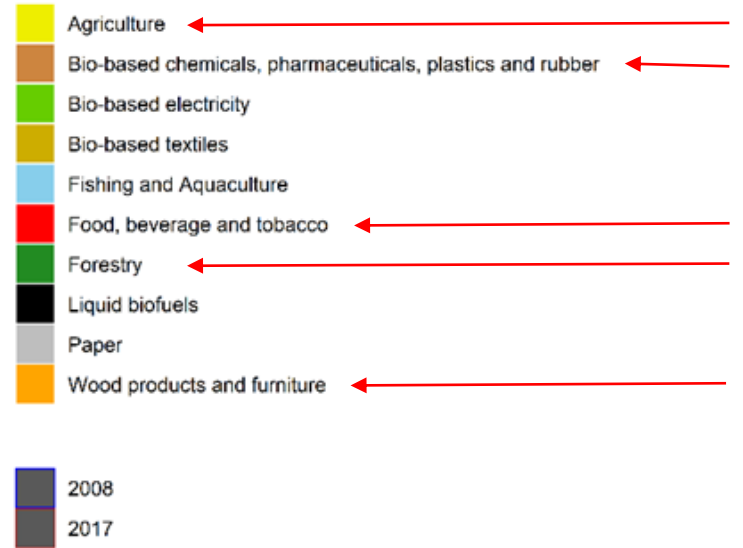 Agriculture
Bio-based chemicals, pharmaceuticals, plastics and rubber
Bio-based electricity
Bio-based textiles
Fishing and Aquaculture
Food, beverage and tobacco
Forestry
Liquid biofuels
Paper
Wood products and furniture
2008
2017